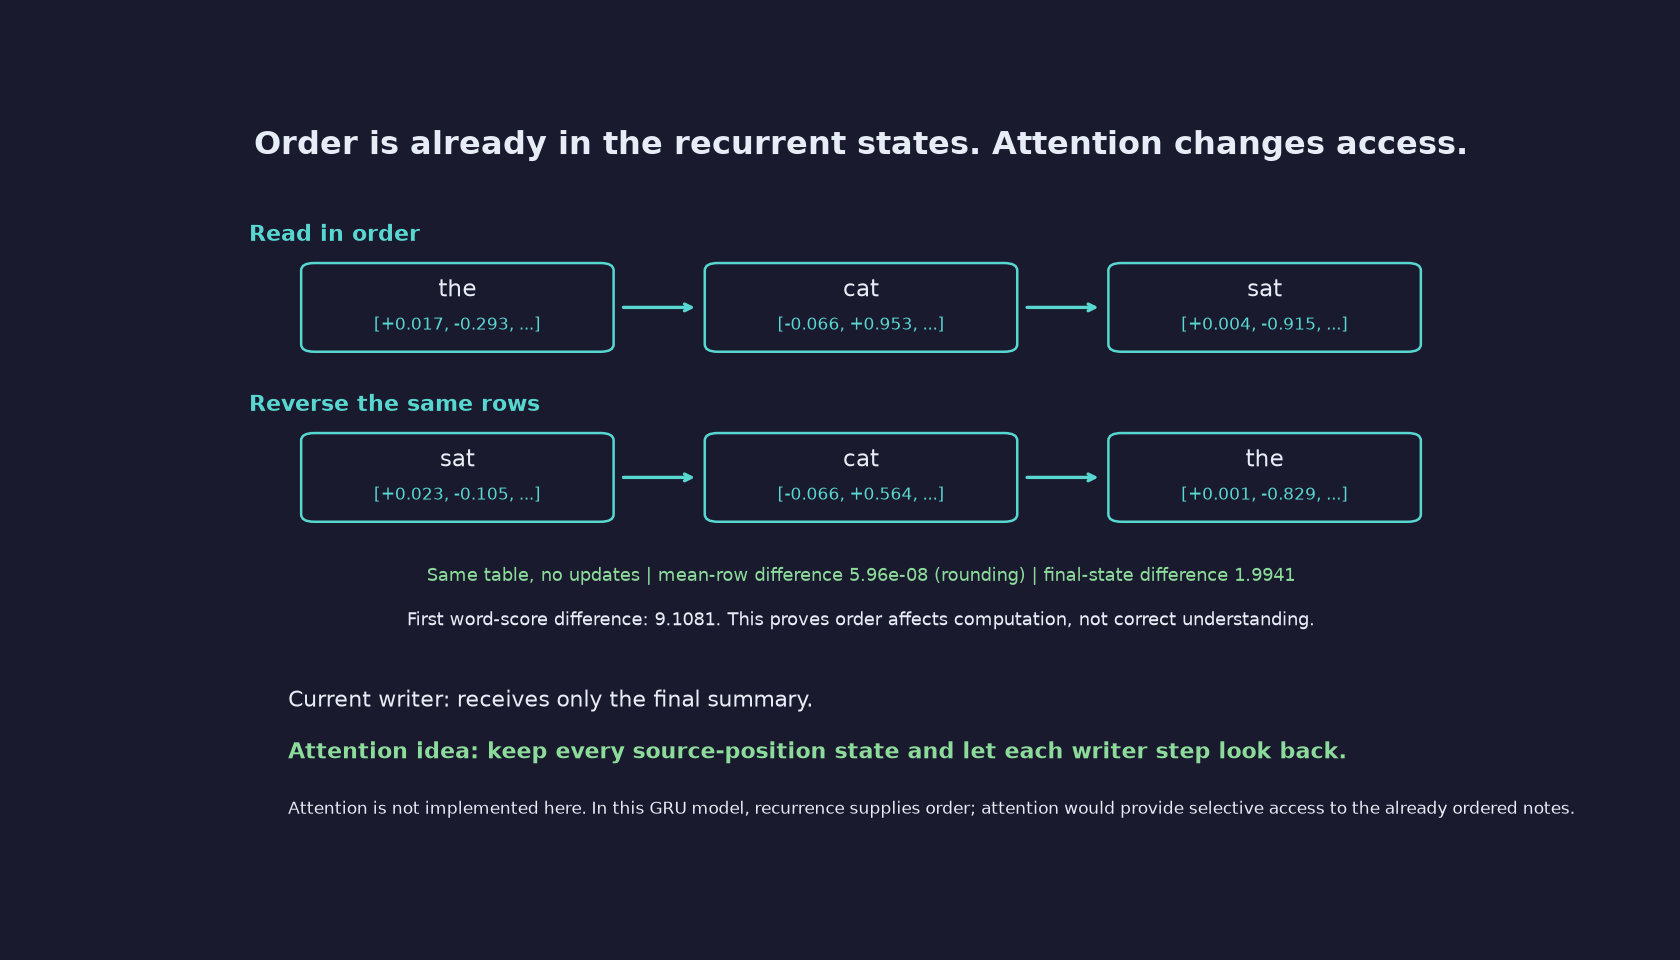 Order is already in the recurrent states. Attention changes access.
Read in order
the
[+0.017, -0.293, ...]
cat
[-0.066, +0.953, ...]
sat
[+0.004, -0.915, ...]
Reverse the same rows
sat
[+0.023, -0.105, ...]
cat
[-0.066, +0.564, ...]
the
[+0.001, -0.829, ...]
Same table, no updates | mean-row difference 5.96e-08 (rounding) | final-state difference 1.9941
First word-score difference: 9.1081. This proves order affects computation, not correct understanding.
Current writer: receives only the final summary.
Attention idea: keep every source-position state and let each writer step look back.
Attention is not implemented here. In this GRU model, recurrence supplies order; attention would provide selective access to the already ordered notes.